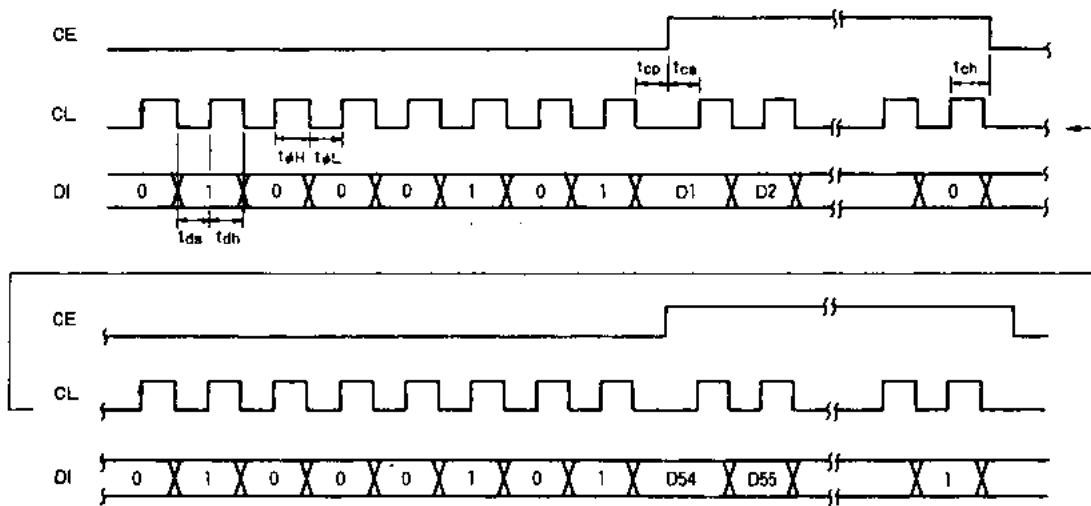 CE
tcp tcs tch
CL
tøH tøL
DI 0 1 0 0 0 1 0 1 D1 D2 0
tds tdh
CE
CL
DI 0 1 0 0 0 1 0 1 D54 D55 1